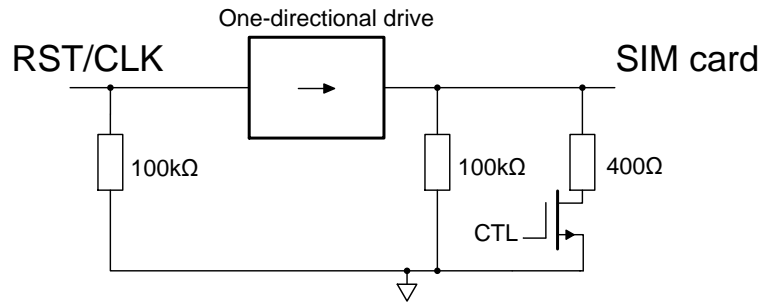 One-directional drive
RST/CLK
SIM card
100kΩ
100kΩ
400Ω
CTL